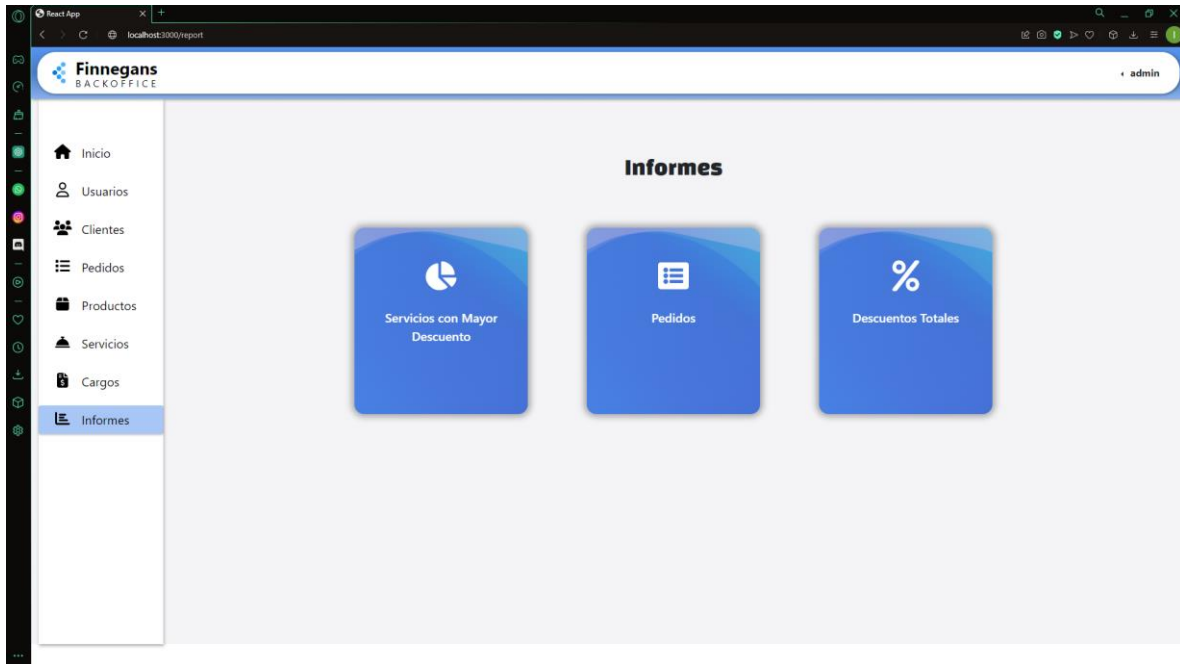 React App
localhost:3000/report
Finnegans
BACKOFFICE
admin
Inicio
Usuarios
Clientes
Pedidos
Productos
Servicios
Cargos
Informes
Informes
Servicios con Mayor
Descuento
Pedidos
Descuentos Totales